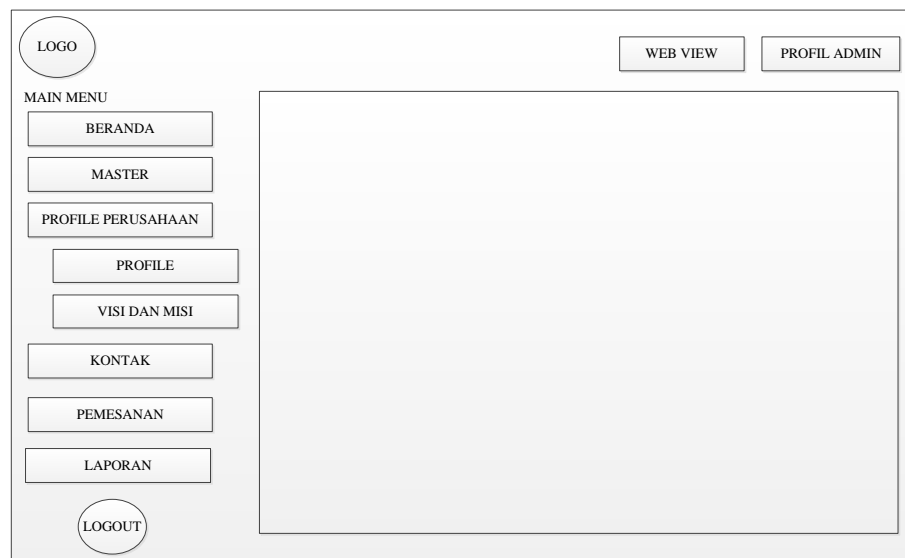 LOGO
WEB VIEW
PROFIL ADMIN
MAIN MENU
BERANDA
MASTER
PROFILE PERUSAHAAN
PROFILE
VISI DAN MISI
KONTAK
PEMESANAN
LAPORAN
LOGOUT